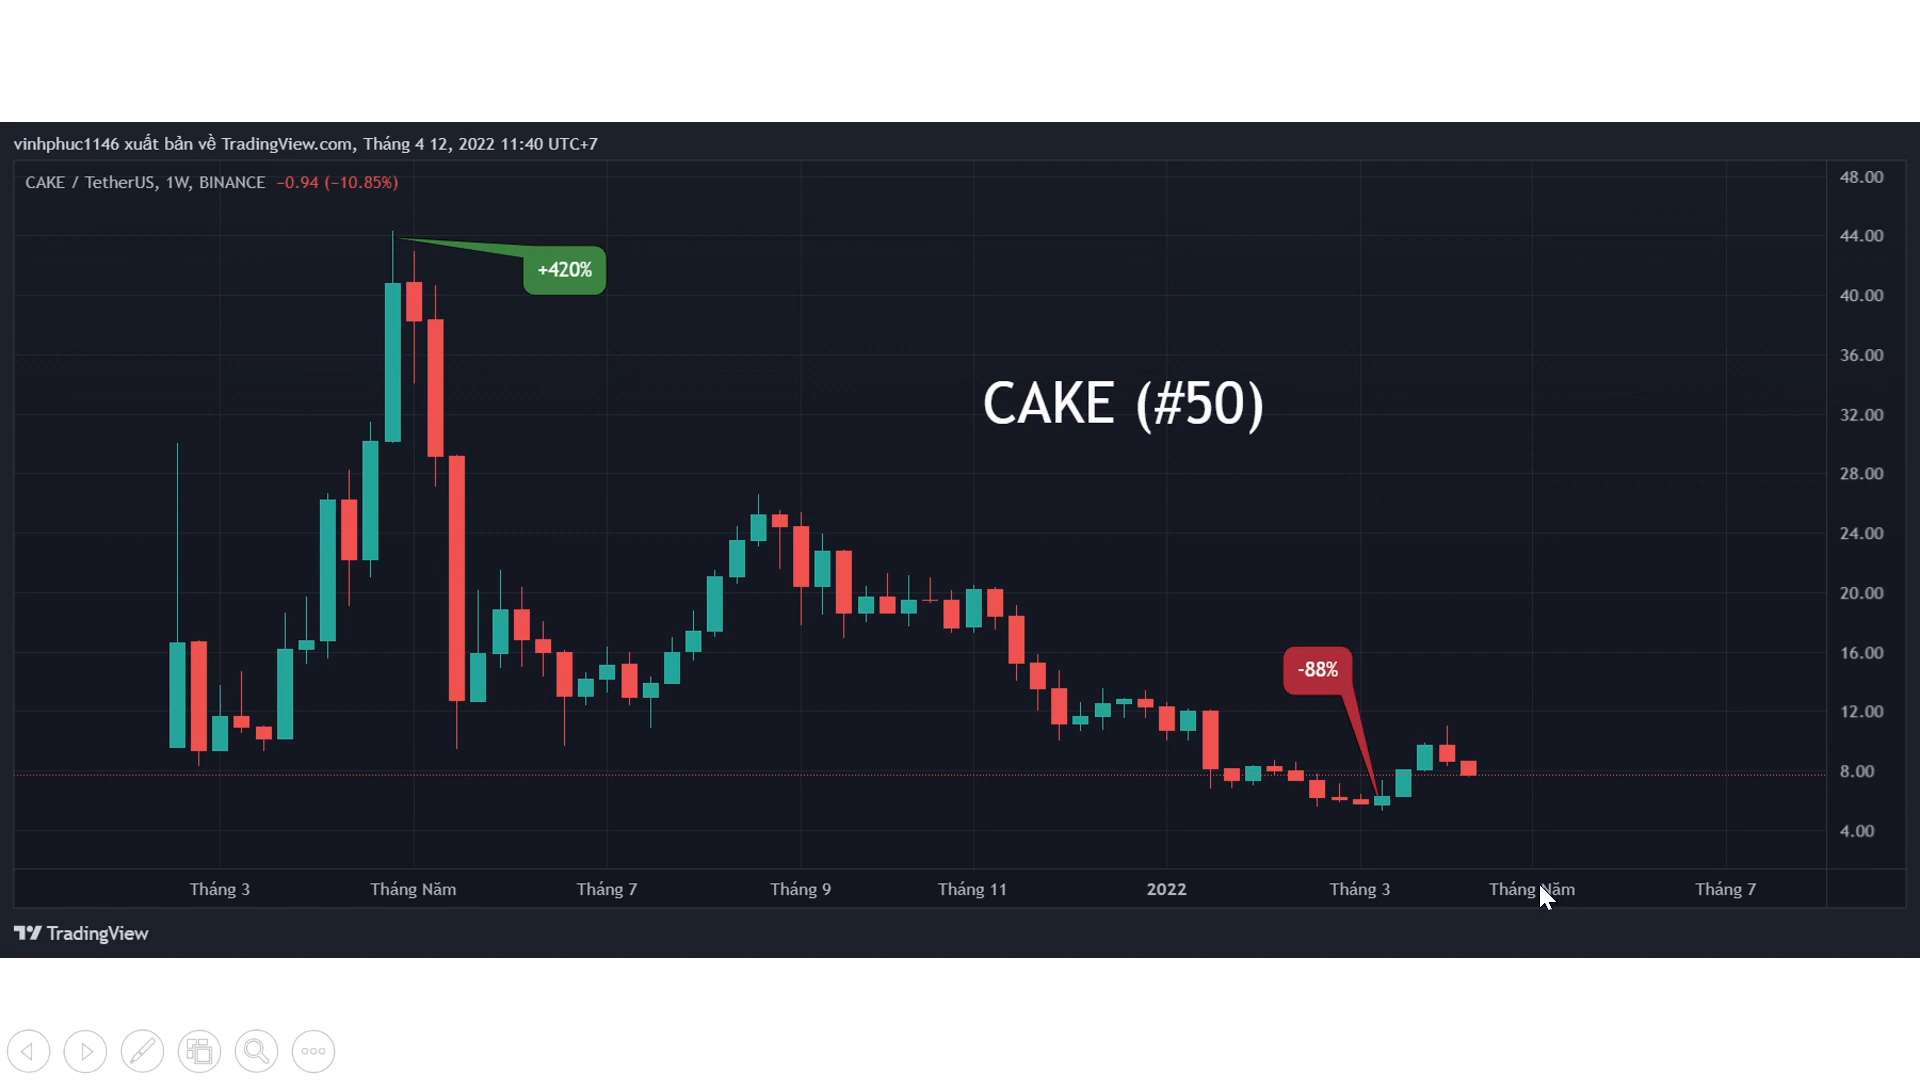 vinhphuc1146 xuất bản về TradingView.com, Tháng 4 12, 2022 11:40 UTC+7
CAKE / TetherUS, 1W, BINANCE −0.94 (−10.85%)
48.00
44.00
+420%
40.00
36.00
CAKE (#50)
32.00
28.00
24.00
20.00
16.00
-88%
12.00
8.00
4.00
Tháng 3 Tháng Năm Tháng 7 Tháng 9 Tháng 11 2022 Tháng 3 Tháng Năm Tháng 7
TradingView